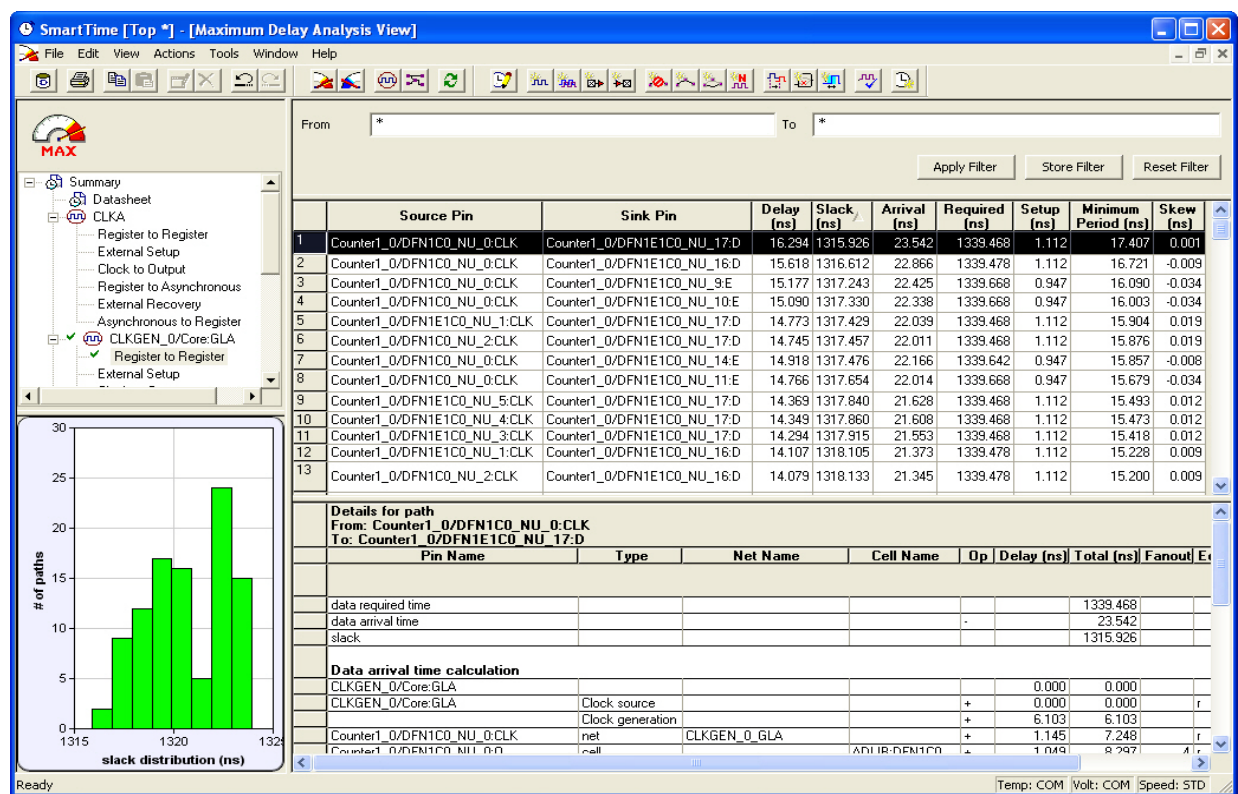 SmartTime [Top *] - [Maximum Delay Analysis View]
File Edit View Actions Tools Window Help
MAX
From * To *
Apply Filter Store Filter Reset Filter
Summary
Datasheet
CLKA
Register to Register
External Setup
Clock to Output
Register to Asynchronous
External Recovery
Asynchronous to Register
CLKGEN_0/Core:GLA
Register to Register
External Setup
Source Pin Sink Pin Delay (ns) Slack (ns) Arrival (ns) Required (ns) Setup (ns) Minimum Period (ns) Skew (ns)
1 Counter1_0/DFN1C0_NU_0:CLK Counter1_0/DFN1E1C0_NU_17:D 16.294 1315.926 23.542 1339.468 1.112 17.407 0.001
2 Counter1_0/DFN1C0_NU_0:CLK Counter1_0/DFN1E1C0_NU_16:D 15.618 1316.612 22.866 1339.478 1.112 16.721 -0.009
3 Counter1_0/DFN1C0_NU_0:CLK Counter1_0/DFN1E1C0_NU_9:E 15.177 1317.243 22.425 1339.668 0.947 16.090 -0.034
4 Counter1_0/DFN1C0_NU_0:CLK Counter1_0/DFN1E1C0_NU_10:E 15.090 1317.330 22.338 1339.668 0.947 16.003 -0.034
5 Counter1_0/DFN1E1C0_NU_1:CLK Counter1_0/DFN1E1C0_NU_17:D 14.773 1317.429 22.039 1339.468 1.112 15.904 0.019
6 Counter1_0/DFN1C0_NU_2:CLK Counter1_0/DFN1E1C0_NU_17:D 14.745 1317.457 22.011 1339.468 1.112 15.876 0.019
7 Counter1_0/DFN1C0_NU_0:CLK Counter1_0/DFN1E1C0_NU_14:E 14.918 1317.476 22.166 1339.642 0.947 15.857 -0.008
8 Counter1_0/DFN1C0_NU_0:CLK Counter1_0/DFN1E1C0_NU_11:E 14.766 1317.654 22.014 1339.668 0.947 15.679 -0.034
9 Counter1_0/DFN1E1C0_NU_5:CLK Counter1_0/DFN1E1C0_NU_17:D 14.369 1317.840 21.628 1339.468 1.112 15.493 0.012
10 Counter1_0/DFN1E1C0_NU_4:CLK Counter1_0/DFN1E1C0_NU_17:D 14.349 1317.860 21.608 1339.468 1.112 15.473 0.012
11 Counter1_0/DFN1E1C0_NU_3:CLK Counter1_0/DFN1E1C0_NU_17:D 14.294 1317.915 21.553 1339.468 1.112 15.418 0.012
12 Counter1_0/DFN1E1C0_NU_1:CLK Counter1_0/DFN1E1C0_NU_16:D 14.107 1318.105 21.373 1339.478 1.112 15.228 0.009
13 Counter1_0/DFN1C0_NU_2:CLK Counter1_0/DFN1E1C0_NU_16:D 14.079 1318.133 21.345 1339.478 1.112 15.200 0.009
30
25
20
15
10
5
0
# of paths
1315 1320
slack distribution (ns)
Details for path
From: Counter1_0/DFN1C0_NU_0:CLK
To: Counter1_0/DFN1E1C0_NU_17:D
Pin Name Type Net Name Cell Name Op Delay (ns) Total (ns) Fanout
data required time 1339.468
data arrival time - 23.542
slack 1315.926
Data arrival time calculation
CLKGEN_0/Core:GLA 0.000 0.000
CLKGEN_0/Core:GLA Clock source + 0.000 0.000 r
Clock generation + 6.103 6.103
Counter1_0/DFN1C0_NU_0:CLK net CLKGEN_0_GLA + 1.145 7.248 r
Counter1_0/DFN1C0_NU_0:Q cell ADLIB:DFN1C0 + 1.049 8.297 4 r
Ready Temp: COM Volt: COM Speed: STD